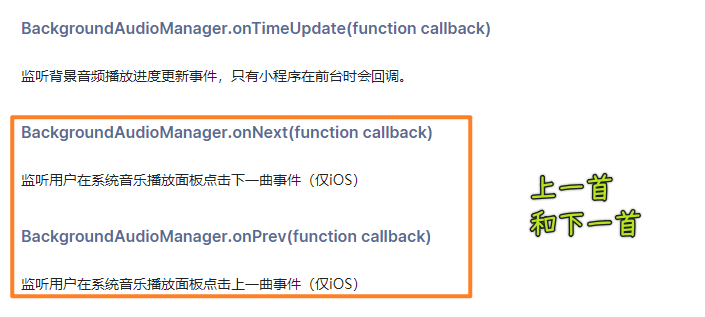 BackgroundAudioManager.onTimeUpdate(function callback)
监听背景音频播放进度更新事件，只有小程序在前台时会回调。
BackgroundAudioManager.onNext(function callback)
监听用户在系统音乐播放面板点击下一曲事件（仅iOS）
BackgroundAudioManager.onPrev(function callback)
监听用户在系统音乐播放面板点击上一曲事件（仅iOS）
上一首
和下一首